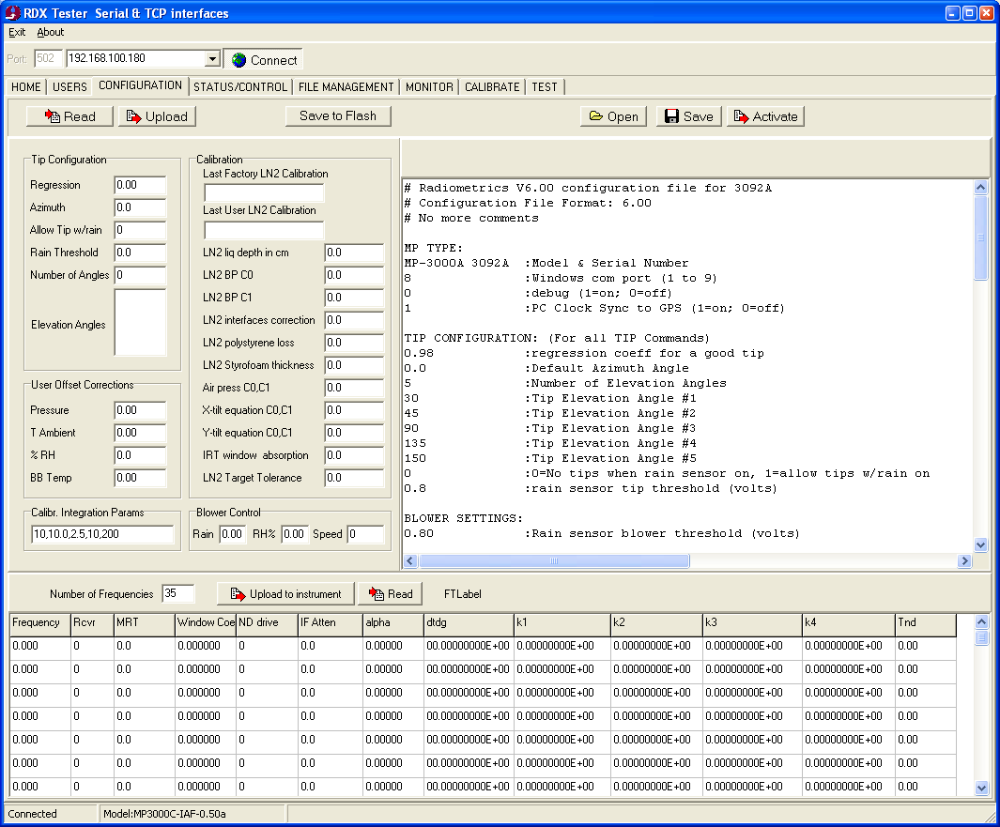 RDX Tester  Serial & TCP interfaces
Exit About
Port: 502 192.168.100.180 Connect
HOME USERS CONFIGURATION STATUS/CONTROL FILE MANAGEMENT MONITOR CALIBRATE TEST
Read Upload Save to Flash Open Save Activate
Tip Configuration
Regression 0.00
Azimuth 0.0
Allow Tip w/rain 0
Rain Threshold 0.0
Number of Angles 0
Elevation Angles
User Offset Corrections
Pressure 0.00
T Ambient 0.00
% RH 0.0
BB Temp 0.00
Calibr. Integration Params
10,10.0,2.5,10,200
Calibration
Last Factory LN2 Calibration
Last User LN2 Calibration
LN2 liq depth in cm 0.0
LN2 BP C0 0.0
LN2 BP C1 0.0
LN2 interfaces correction 0.0
LN2 polystyrene loss 0.0
LN2 Styrofoam thickness 0.0
Air press C0,C1 0.0
X-tilt equation C0,C1 0.0
Y-tilt equation C0,C1 0.0
IRT window  absorption 0.0
LN2 Target Tolerance 0.0
Blower Control
Rain 0.00 RH% 0.00 Speed 0
# Radiometrics V6.00 configuration file for 3092A
# Configuration File Format: 6.00
# No more comments
MP TYPE:
MP-3000A 3092A  :Model & Serial Number
8               :Windows com port (1 to 9)
0               :debug (1=on; 0=off)
1               :PC Clock Sync to GPS (1=on; 0=off)
TIP CONFIGURATION: (For all TIP Commands)
0.98            :regression coeff for a good tip
0.0             :Default Azimuth Angle
5               :Number of Elevation Angles
30              :Tip Elevation Angle #1
45              :Tip Elevation Angle #2
90              :Tip Elevation Angle #3
135             :Tip Elevation Angle #4
150             :Tip Elevation Angle #5
0               :0=No tips when rain sensor on, 1=allow tips w/rain on
0.8             :rain sensor tip threshold (volts)
BLOWER SETTINGS:
0.80            :Rain sensor blower threshold (volts)
Number of Frequencies 35 Upload to instrument Read FTLabel
Frequency Rcvr MRT Window Coe ND drive IF Atten alpha dtdg k1 k2 k3 k4 Tnd
0.000 0 0.0 0.000000 0 0.0 0.00000 00.00000000E+00 0.00000000E+00 0.00000000E+00 0.00000000E+00 0.00000000E+00 0.00
0.000 0 0.0 0.000000 0 0.0 0.00000 00.00000000E+00 0.00000000E+00 0.00000000E+00 0.00000000E+00 0.00000000E+00 0.00
0.000 0 0.0 0.000000 0 0.0 0.00000 00.00000000E+00 0.00000000E+00 0.00000000E+00 0.00000000E+00 0.00000000E+00 0.00
0.000 0 0.0 0.000000 0 0.0 0.00000 00.00000000E+00 0.00000000E+00 0.00000000E+00 0.00000000E+00 0.00000000E+00 0.00
0.000 0 0.0 0.000000 0 0.0 0.00000 00.00000000E+00 0.00000000E+00 0.00000000E+00 0.00000000E+00 0.00000000E+00 0.00
0.000 0 0.0 0.000000 0 0.0 0.00000 00.00000000E+00 0.00000000E+00 0.00000000E+00 0.00000000E+00 0.00000000E+00 0.00
0.000 0 0.0 0.000000 0 0.0 0.00000 00.00000000E+00 0.00000000E+00 0.00000000E+00 0.00000000E+00 0.00000000E+00 0.00
Connected Model:MP3000C-IAF-0.50a